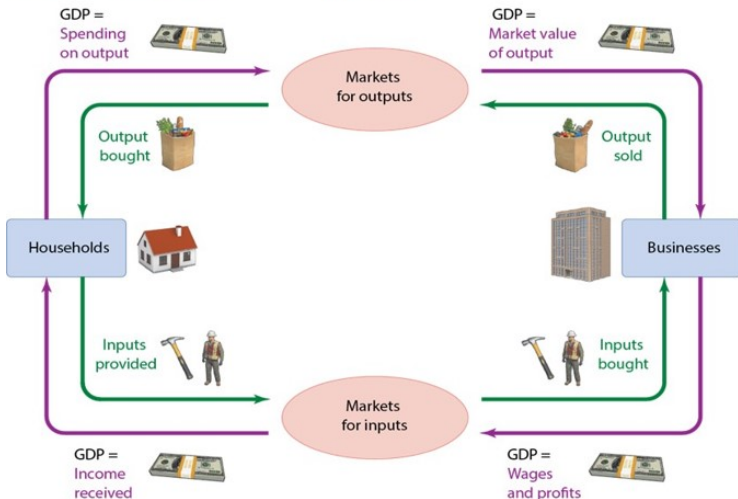 GDP =
Spending
on output
GDP =
Market value
of output
Markets
for outputs
Output
bought
Output
sold
Households
Businesses
Inputs
provided
Inputs
bought
Markets
for inputs
GDP =
Income
received
GDP =
Wages
and profits